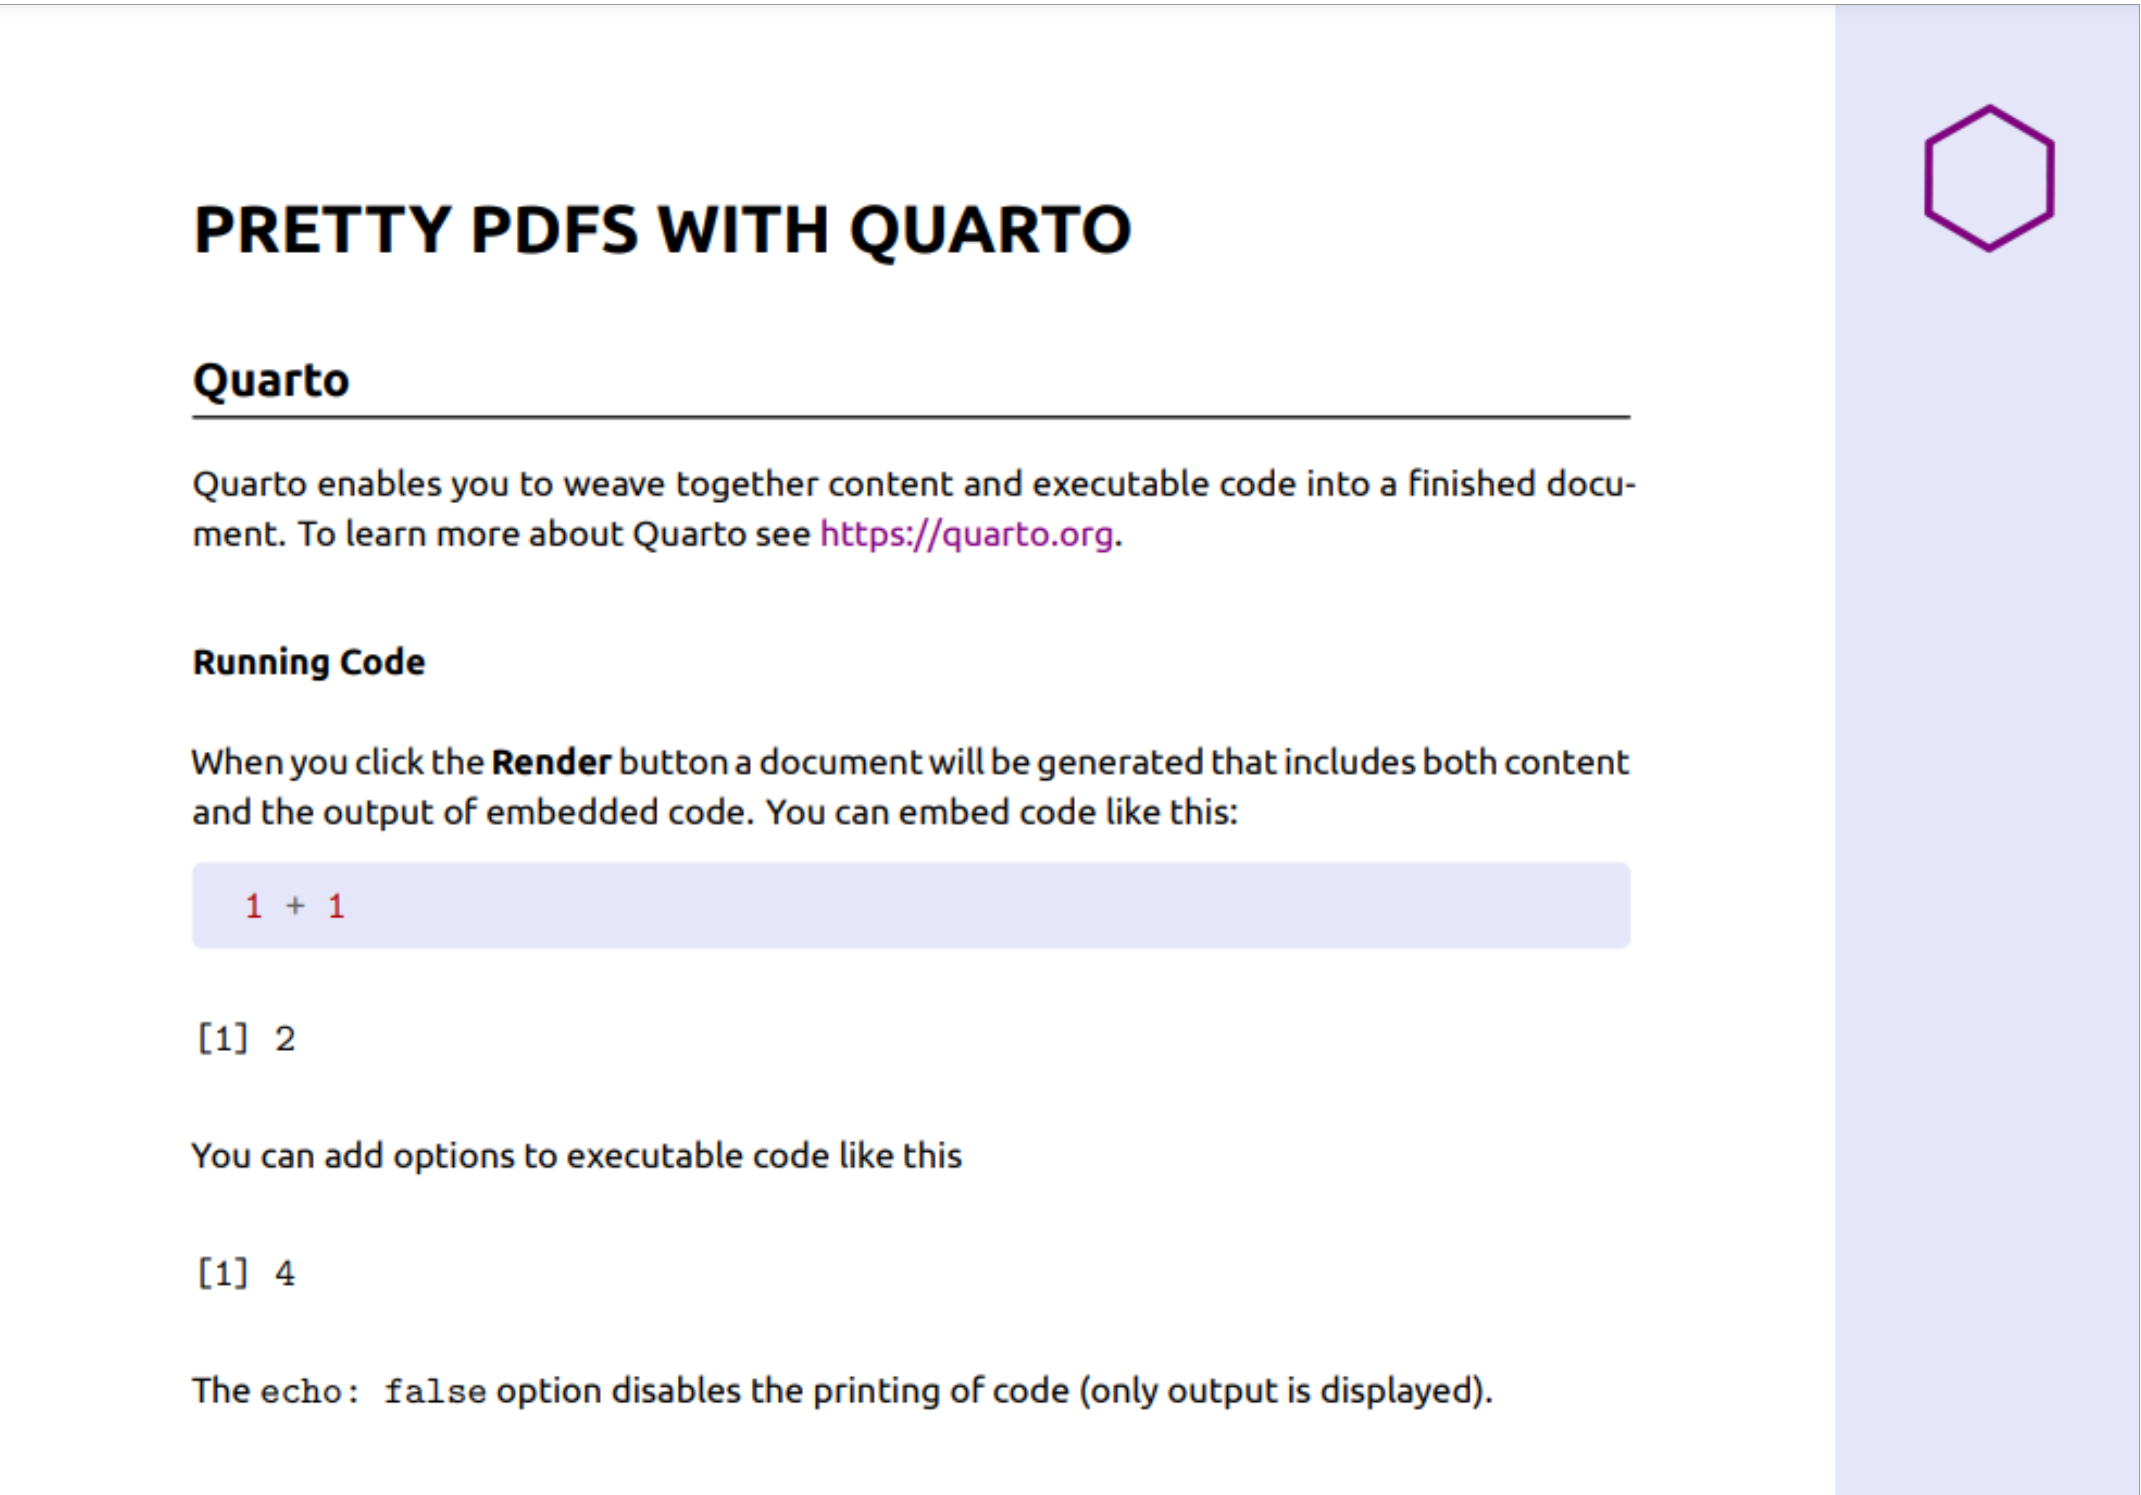 PRETTY PDFS WITH QUARTO
Quarto
Quarto enables you to weave together content and executable code into a finished docu-
ment. To learn more about Quarto see https://quarto.org.
Running Code
When you click the Render button a document will be generated that includes both content
and the output of embedded code. You can embed code like this:
1 + 1
[1] 2
You can add options to executable code like this
[1] 4
The echo: false option disables the printing of code (only output is displayed).